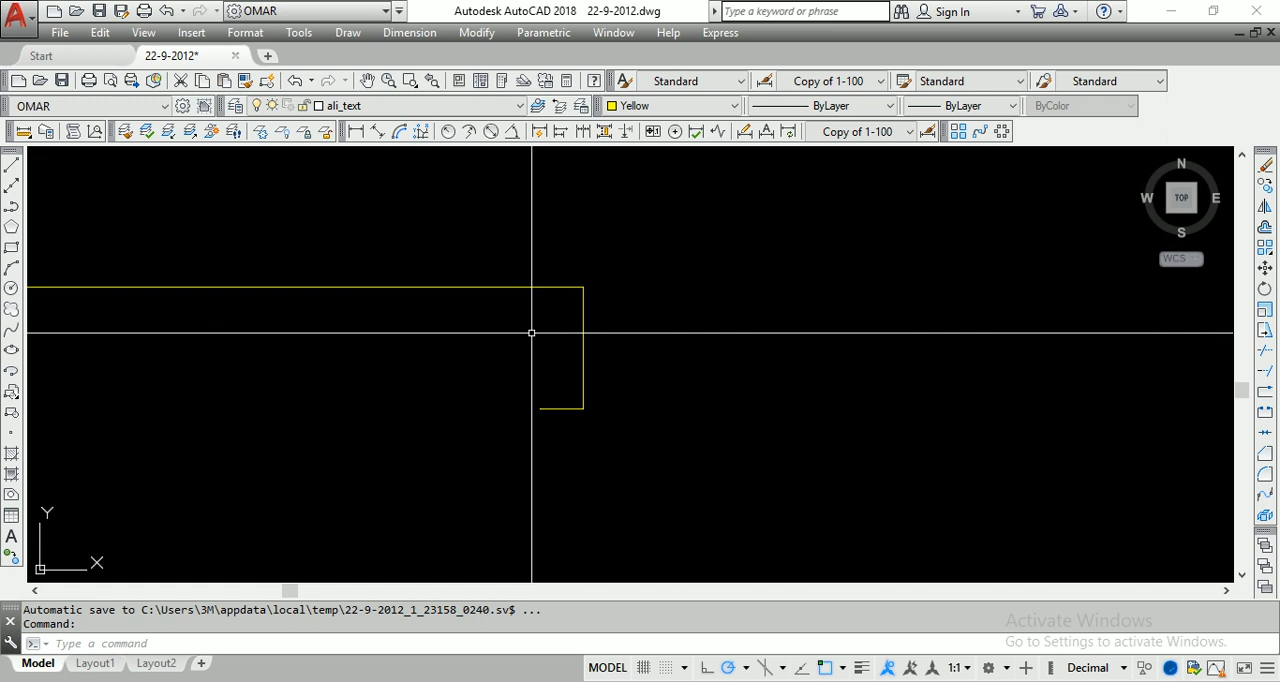 OMAR Autodesk AutoCAD 2018 22-9-2012.dwg Type a keyword or phrase Sign In
File Edit View Insert Format Tools Draw Dimension Modify Parametric Window Help Express
Start 22-9-2012*
Standard Copy of 1-100 Standard Standard
OMAR ali_text Yellow ByLayer ByLayer ByColor
Copy of 1-100
N
W TOP E
S
WCS
Y
X
Automatic save to C:\Users\3M\appdata\local\temp\22-9-2012_1_23158_0240.sv$ ...
Command:
Type a command
Activate Windows
Go to Settings to activate Windows.
Model Layout1 Layout2 MODEL 1:1 Decimal